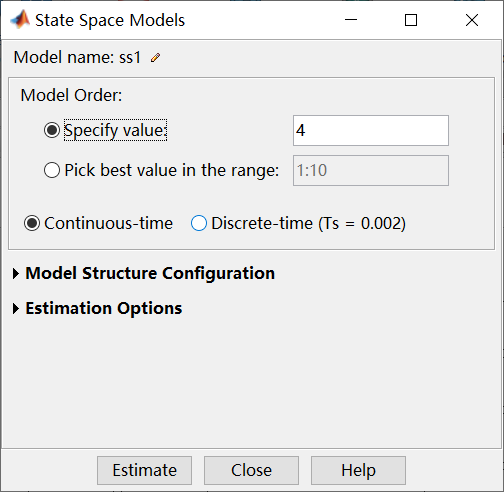 State Space Models
Model name: ss1
Model Order:
Specify value:
4
Pick best value in the range:
1:10
Continuous-time
Discrete-time (Ts = 0.002)
Model Structure Configuration
Estimation Options
Estimate
Close
Help